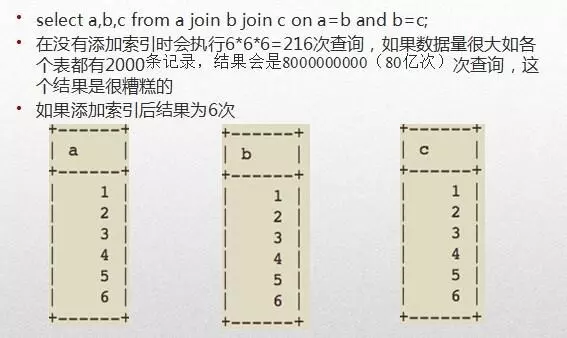 select a,b,c from a join b join c on a=b and b=c;
在没有添加索引时会执行6*6*6=216次查询，如果数据量很大如各
个表都有2000条记录，结果会是8000000000（80亿次）次查询，这
个结果是很糟糕的
如果添加索引后结果为6次
a
1
2
3
4
5
6
b
1
2
3
4
5
6
c
1
2
3
4
5
6